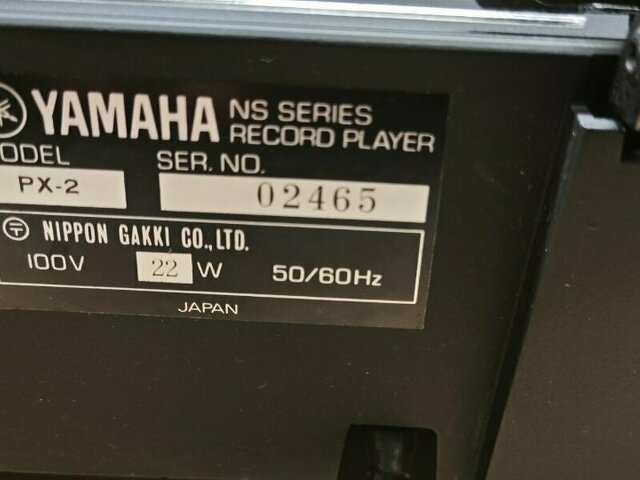 YAMAHA NS SERIES
RECORD PLAYER
ODEL SER. NO.
PX-2 02465
〒 NIPPON GAKKI CO., LTD.
100V 22 W 50/60Hz
JAPAN